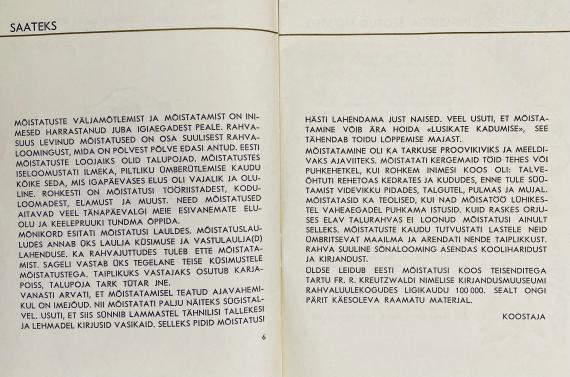 SAATEKS
MÕISTATUSTE VÄLJAMÕTLEMIST JA MÕISTATAMIST ON INI-
MESED HARRASTANUD JUBA IGIAEGADEST PEALE. RAHVA-
SUUS LEVINUD MÕISTATUSED ON OSA SUULISEST RAHVA-
LOOMINGUST, MIDA ON PÕLVEST PÕLVE EDASI ANTUD. EESTI
MÕISTATUSTE LOOJAIKS OLID TALUPOJAD. MÕISTATUSTES
ISELOOMUSTATI ILMEKA, PILTLIKU ÜMBERÜTLEMISE KAUDU
KÕIKE SEDA, MIS IGAPÄEVASES ELUS OLI VAJALIK JA OLU-
LINE. ROHKESTI ON MÕISTATUSI TÖÖRIISTADEST, KODU-
LOOMADEST, ELAMUST JA MUUST. NEED MÕISTATUSED
AITAVAD VEEL TÄNAPÄEVALGI MEIE ESIVANEMATE ELU-
OLU JA KEELEPRUUKI TUNDMA ÕPPIDA.
MÕNIKORD ESITATI MÕISTATUSI LAULDES. MÕISTATUSLAU-
LUDES ANNAB ÜKS LAULJA KÜSIMUSE JA VASTULAULJA(D)
LAHENDUSE. KA RAHVAJUTTUDES TULEB ETTE MÕISTATA-
MIST. SAGELI VASTAB ÜKS TEGELANE TEISE KÜSIMUSTELE
MÕISTATUSTEGA. TAIPLIKUKS VASTAJAKS OSUTUB KARJA-
POISS, TALUPOJA TARK TÜTAR JNE.
VANASTI ARVATI, ET MÕISTATAMISEL TEATUD AJAVAHEMI-
KUL ON IMEJÕUD. NII MÕISTATATI PALJU NÄITEKS SÜGISTAL-
VEL. USUTI, ET SIIS SÜNNIB LAMMASTEL TÄHNILISI TALLEKESI
JA LEHMADEL KIRJUSID VASIKAID. SELLEKS PIDID MÕISTATUSI
6
HÄSTI LAHENDAMA JUST NAISED. VEEL USUTI, ET MÕISTA-
TAMINE VÕIB ÄRA HOIDA «LUSIKATE KADUMISE», SEE
TÄHENDAB TOIDU LÕPPEMISE MAJAST.
MÕISTATAMINE OLI KA TARKUSE PROOVIKIVIKS JA MEELDI-
VAKS AJAVIITEKS. MÕISTATATI KERGEMAID TÖID TEHES VÕI
PUHKEHETKEL, KUI ROHKEM INIMESI KOOS OLI: TALVE-
ÕHTUTI REHETOAS KEDRATES JA KUDUDES, ENNE TULE SÜÜ-
TAMIST VIDEVIKKU PIDADES, TALGUTEL, PULMAS JA MUJAL.
MÕISTATASID KA TEOLISED, KUI NAD MÕISATÖÖ LÜHIKES-
TEL VAHEAEGADEL PUHKAMA ISTUSID. KUID RASKES ORJU-
SES ELAV TALURAHVAS EI LOONUD MÕISTATUSI AINULT
SELLEKS. MÕISTATUSTE KAUDU TUTVUSTATI LASTELE NEID
ÜMBRITSEVAT MAAILMA JA ARENDATI NENDE TAIPLIKKUST.
RAHVA SUULINE SÕNALOOMING ASENDAS KOOLIHARIDUST
JA KIRJANDUST.
ÜLDSE LEIDUB EESTI MÕISTATUSI KOOS TEISENDITEGA
TARTU FR. R. KREUTZWALDI NIMELISE KIRJANDUSMUUSEUMI
RAHVALUULEKOGUDES LIGIKAUDU 100 000. SEALT ONGI
PÄRIT KÄESOLEVA RAAMATU MATERJAL.
KOOSTAJA